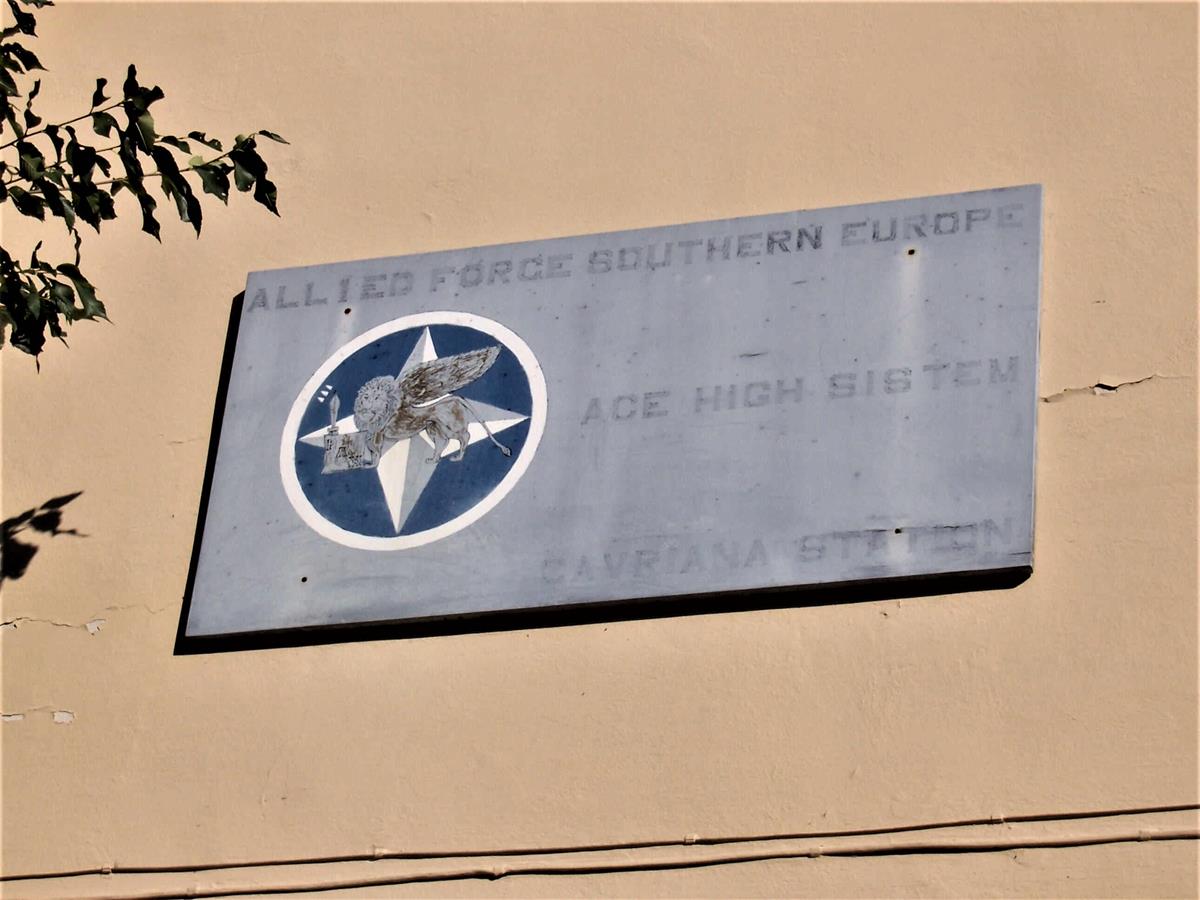 ALLIED FORCE SOUTHERN EUROPE
ACE HIGH SISTEM
CAVRIANA STATION